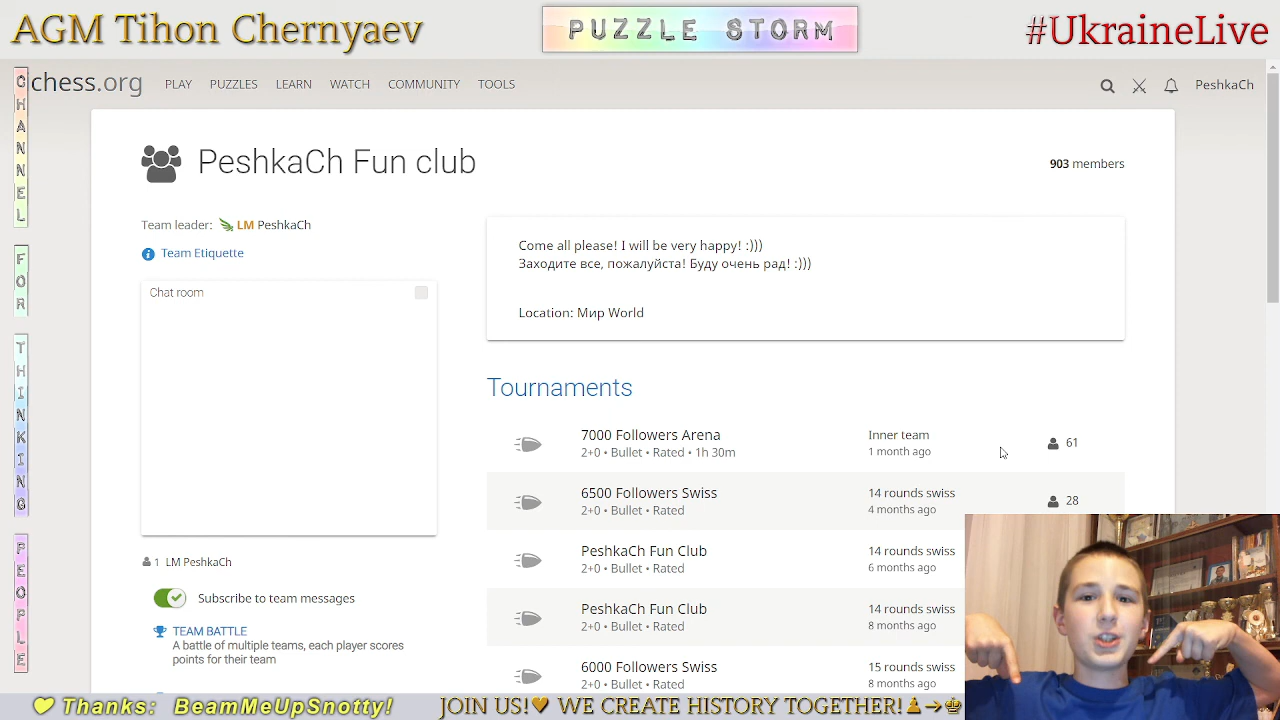 AGM Tihon Chernyaev
PUZZLE STORM
#UkraineLive
CHANNEL FOR THINKING PEOPLE
chess.org
PLAY
PUZZLES
LEARN
WATCH
COMMUNITY
TOOLS
PeshkaCh
PeshkaCh Fun club
903 members
Team leader: LM PeshkaCh
Team Etiquette
Chat room
Come all please! I will be very happy! :)))
Заходите все, пожалуйста! Буду очень рад! :)))
Location: Мир World
Tournaments
7000 Followers Arena
2+0 • Bullet • Rated • 1h 30m
Inner team
1 month ago
61
6500 Followers Swiss
2+0 • Bullet • Rated
14 rounds swiss
4 months ago
28
PeshkaCh Fun Club
2+0 • Bullet • Rated
14 rounds swiss
6 months ago
PeshkaCh Fun Club
2+0 • Bullet • Rated
14 rounds swiss
8 months ago
6000 Followers Swiss
2+0 • Bullet • Rated
15 rounds swiss
8 months ago
1 LM PeshkaCh
Subscribe to team messages
TEAM BATTLE
A battle of multiple teams, each player scores
points for their team
Thanks: BeamMeUpSnotty!
JOIN US! WE CREATE HISTORY TOGETHER!